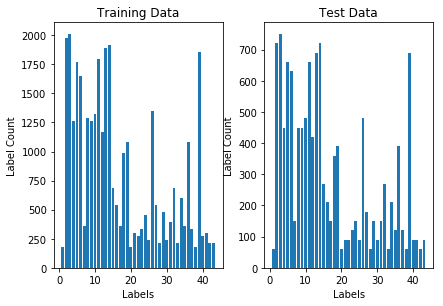 Training Data
Label Count
2000
1750
1500
1250
1000
750
500
250
0
0 10 20 30 40
Labels
Test Data
Label Count
700
600
500
400
300
200
100
0
0 10 20 30 40
Labels